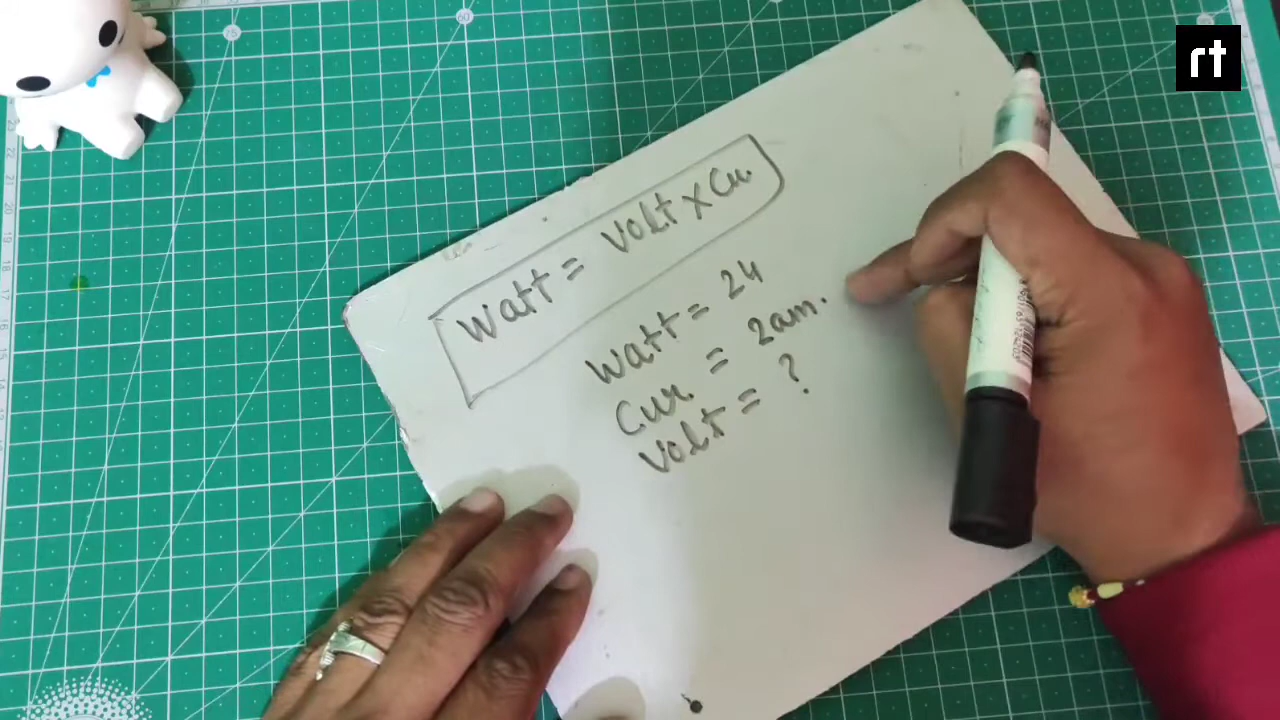 Watt = Volt x Cu.
Watt = 24
Cur. = 2am.
Volt = ?
rt